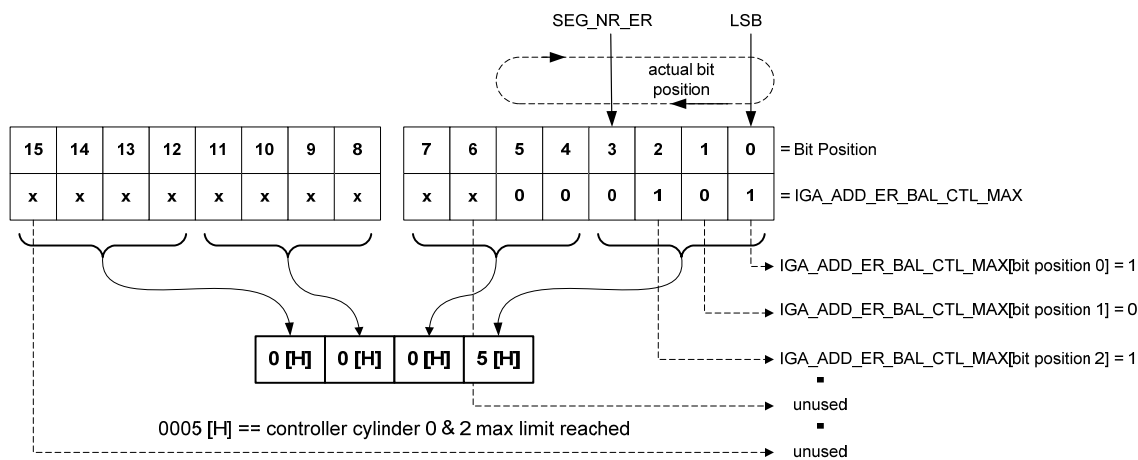 SEG_NR_ER LSB
actual bit
position
15 14 13 12 11 10 9 8 7 6 5 4 3 2 1 0 = Bit Position
x x x x x x x x x x 0 0 0 1 0 1 = IGA_ADD_ER_BAL_CTL_MAX
IGA_ADD_ER_BAL_CTL_MAX[bit position 0] = 1
IGA_ADD_ER_BAL_CTL_MAX[bit position 1] = 0
0 [H] 0 [H] 0 [H] 5 [H]
IGA_ADD_ER_BAL_CTL_MAX[bit position 2] = 1
unused
0005 [H] == controller cylinder 0 & 2 max limit reached
unused